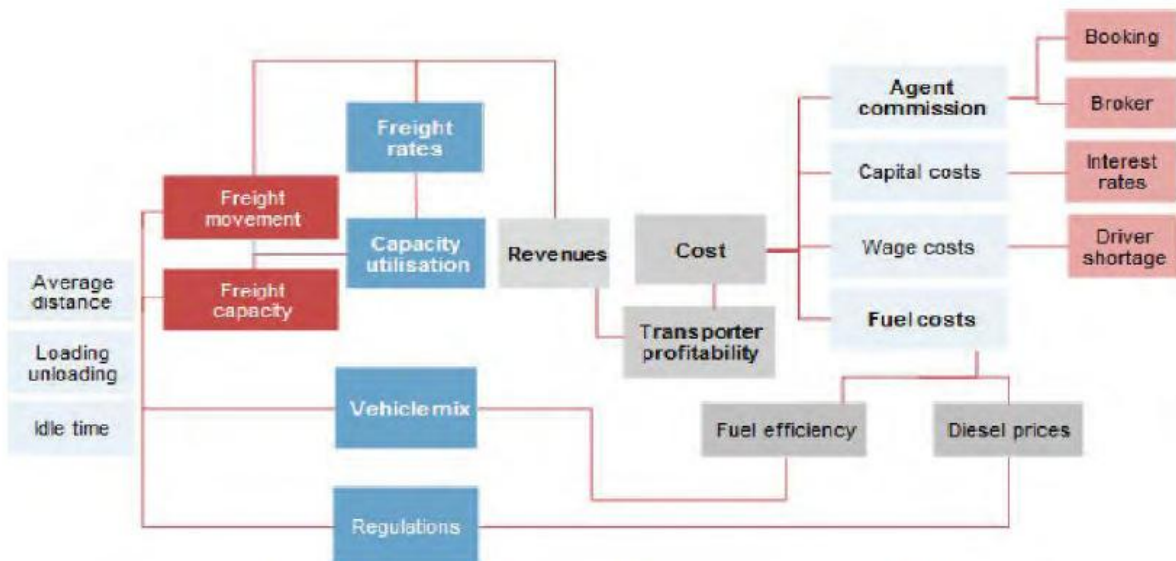 Booking
Agent
commission
Broker
Freight
rates
Capital costs
Interest
rates
Freight
movement
Capacity
utilisation
Revenues
Cost
Wage costs
Driver
shortage
Average
distance
Freight
capacity
Fuel costs
Transporter
profitability
Loading
unloading
Vehicle mix
Idle time
Fuel efficiency
Diesel prices
Regulations